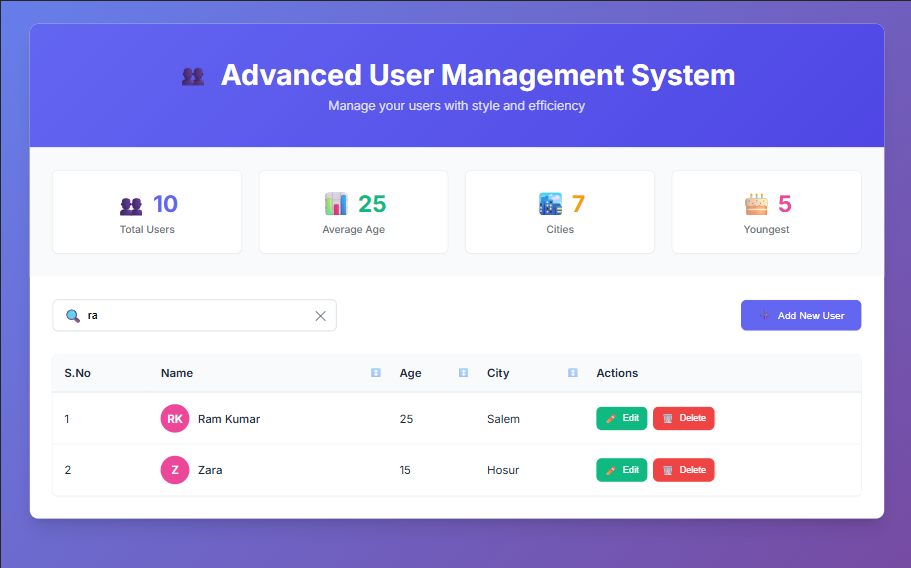 Advanced User Management System
Manage your users with style and efficiency
10
Total Users
25
Average Age
7
Cities
5
Youngest
ra
Add New User
S.No Name Age City Actions
1 RK Ram Kumar 25 Salem Edit Delete
2 Z Zara 15 Hosur Edit Delete